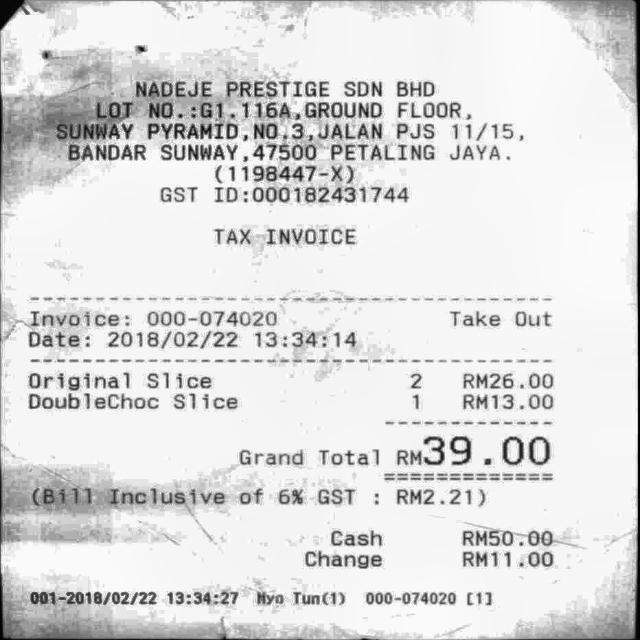 NADEJE PRESTIGE SDN BHD
LOT NO.:G1.116A,GROUND FLOOR,
SUNWAY PYRAMID,NO.3,JALAN PJS 11/15,
BANDAR SUNWAY,47500 PETALING JAYA.
(1198447-X)
GST ID:000182431744
TAX INVOICE
Invoice: 000-074020 Take Out
Date: 2018/02/22 13:34:14
Original Slice 2 RM26.00
DoubleChoc Slice 1 RM13.00
Grand Total RM39.00
(Bill Inclusive of 6% GST : RM2.21)
Cash RM50.00
Change RM11.00
001-2018/02/22 13:34:27 Myo Tun(1) 000-074020 [1]